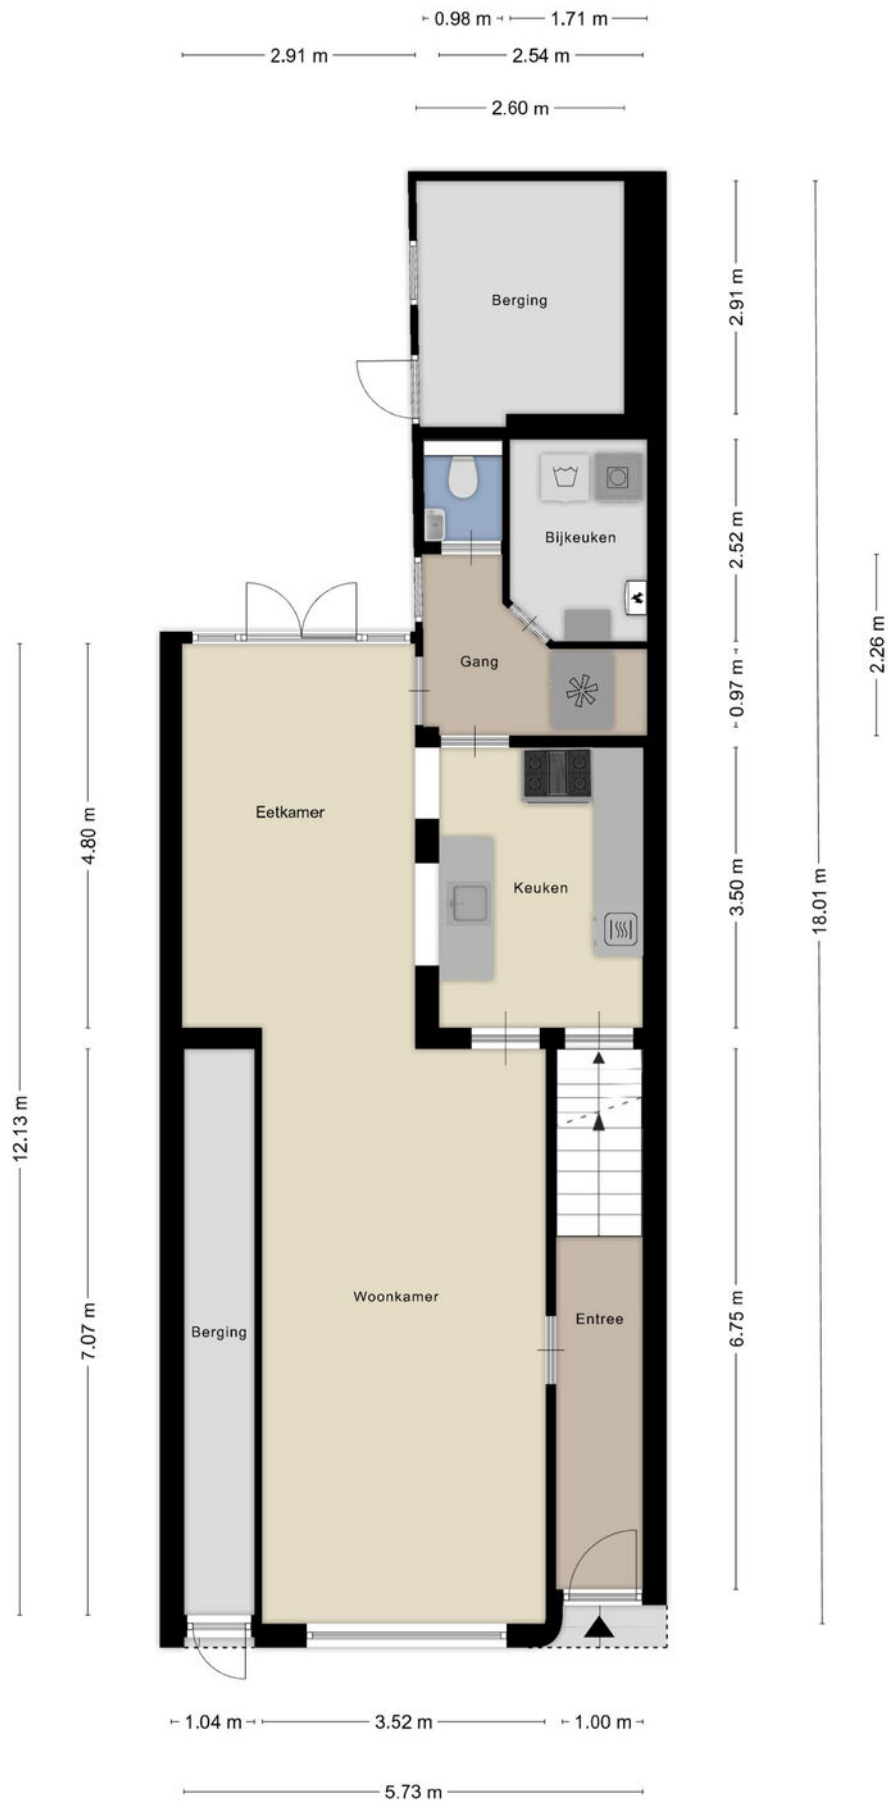 0.98 m 1.71 m
2.91 m 2.54 m
2.60 m
Berging
2.91 m
Bijkeuken
2.52 m
2.26 m
Gang
0.97 m
Eetkamer
4.80 m
Keuken
3.50 m
18.01 m
12.13 m
Woonkamer
Entree
Berging
7.07 m
6.75 m
1.04 m 3.52 m 1.00 m
5.73 m